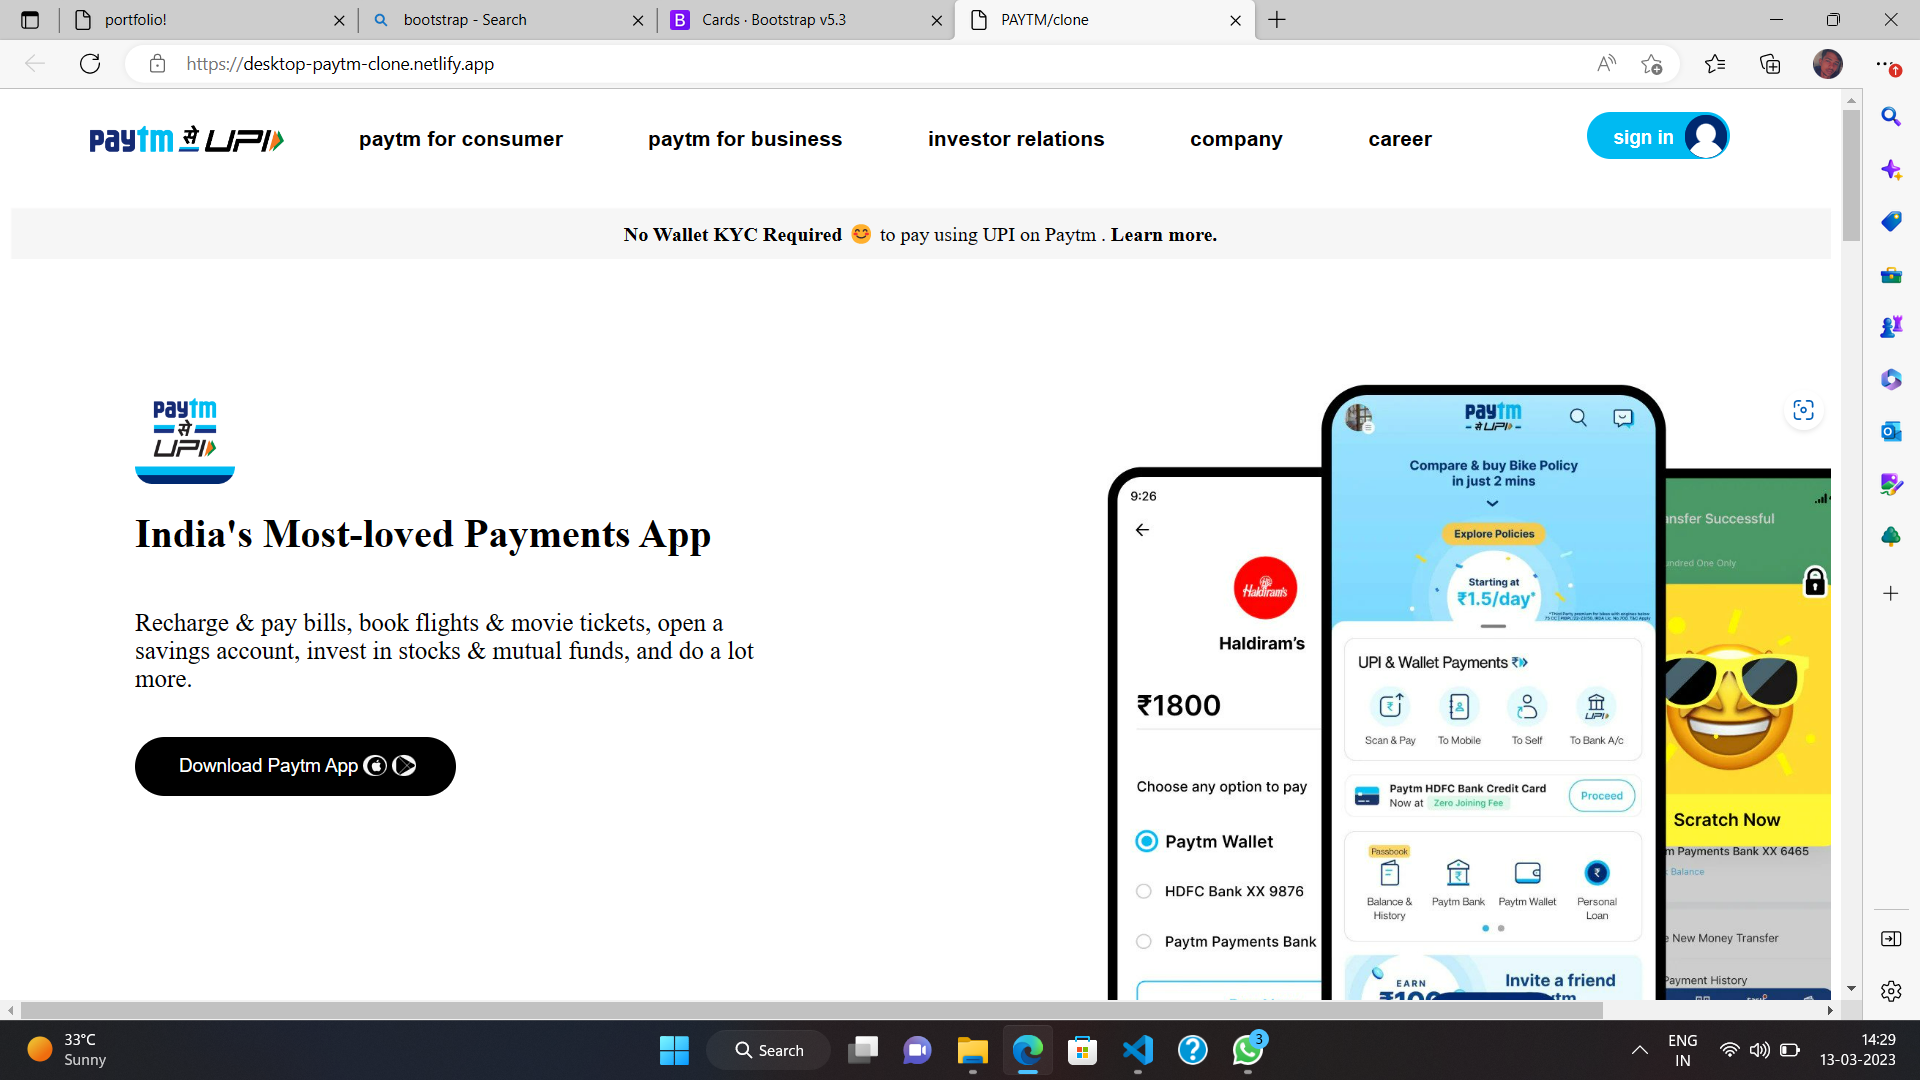 portfolio!
bootstrap - Search
B Cards · Bootstrap v5.3
PAYTM/clone
https://desktop-paytm-clone.netlify.app
paytm से UPI
paytm for consumer
paytm for business
investor relations
company
career
sign in
No Wallet KYC Required 😊 to pay using UPI on Paytm . Learn more.
paytm
से
UPI
India's Most-loved Payments App
Recharge & pay bills, book flights & movie tickets, open a
savings account, invest in stocks & mutual funds, and do a lot
more.
Download Paytm App
9:26
Haldiram's
Haldiram's
₹1800
Choose any option to pay
Paytm Wallet
HDFC Bank XX 9876
Paytm Payments Bank
paytm
से UPI
Compare & buy Bike Policy
in just 2 mins
Explore Policies
Starting at
₹1.5/day*
UPI & Wallet Payments
Scan & Pay
To Mobile
To Self
UPI
To Bank A/c
Paytm HDFC Bank Credit Card
Now at Zero Joining Fee
Proceed
Passbook
Balance &
History
Paytm Bank
Paytm Wallet
Personal
Loan
EARN
₹100
Invite a friend
ansfer Successful
undred One Only
Scratch Now
m Payments Bank XX 6465
Balance
e New Money Transfer
Payment History
33°C
Sunny
Search
3
ENG
IN
14:29
13-03-2023